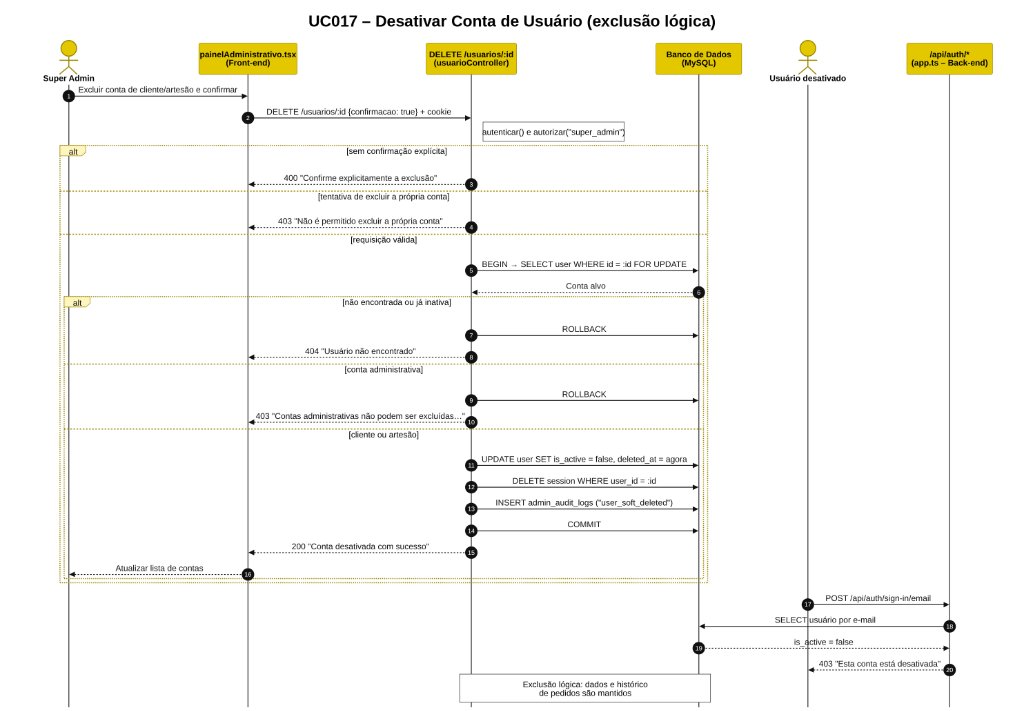 UC017 – Desativar Conta de Usuário (exclusão lógica)
Super Admin
painelAdministrativo.tsx
(Front-end)
DELETE /usuarios/:id
(usuarioController)
Banco de Dados
(MySQL)
Usuário desativado
/api/auth/*
(app.ts – Back-end)
1
Excluir conta de cliente/artesão e confirmar
2
DELETE /usuarios/:id {confirmacao: true} + cookie
autenticar() e autorizar("super_admin")
alt
[sem confirmação explícita]
400 "Confirme explicitamente a exclusão"
3
[tentativa de excluir a própria conta]
403 "Não é permitido excluir a própria conta"
4
[requisição válida]
5
BEGIN → SELECT user WHERE id = :id FOR UPDATE
Conta alvo
6
alt
[não encontrada ou já inativa]
7
ROLLBACK
404 "Usuário não encontrado"
8
[conta administrativa]
9
ROLLBACK
403 "Contas administrativas não podem ser excluídas…"
10
[cliente ou artesão]
11
UPDATE user SET is_active = false, deleted_at = agora
12
DELETE session WHERE user_id = :id
13
INSERT admin_audit_logs ("user_soft_deleted")
14
COMMIT
200 "Conta desativada com sucesso"
15
Atualizar lista de contas
16
17
POST /api/auth/sign-in/email
SELECT usuário por e-mail
18
19
is_active = false
403 "Esta conta está desativada"
20
Exclusão lógica: dados e histórico
de pedidos são mantidos